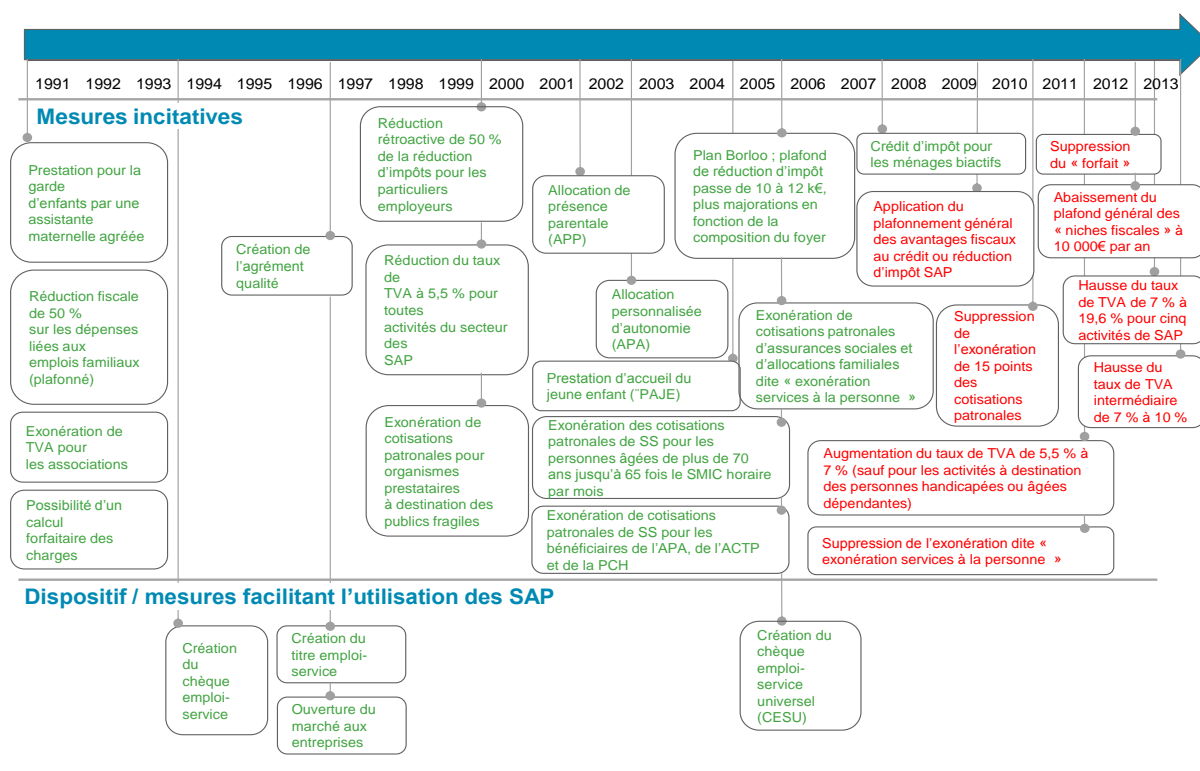 1991 1992 1993 1994 1995 1996 1997 1998 1999 2000 2001 2002 2003 2004 2005 2006 2007 2008 2009 2010 2011 2012 2013
Mesures incitatives
Prestation pour la
garde
d'enfants par une
assistante
maternelle agréée
Réduction fiscale
de 50 %
sur les dépenses
liées aux
emplois familiaux
(plafonné)
Exonération de
TVA pour
les associations
Possibilité d'un
calcul
forfaitaire des
charges
Création de
l'agrément
qualité
Réduction
rétroactive de 50 %
de la réduction
d'impôts pour les
particuliers
employeurs
Réduction du taux
de
TVA à 5,5 % pour
toutes
activités du secteur
des
SAP
Exonération de
cotisations
patronales pour
organismes
prestataires
à destination des
publics fragiles
Allocation de
présence
parentale
(APP)
Allocation
personnalisée
d'autonomie
(APA)
Prestation d'accueil du
jeune enfant (¨PAJE)
Exonération des cotisations
patronales de SS pour les
personnes âgées de plus de 70
ans jusqu'à 65 fois le SMIC horaire
par mois
Exonération de cotisations
patronales de SS pour les
bénéficiaires de l'APA, de l'ACTP
et de la PCH
Plan Borloo ; plafond
de réduction d'impôt
passe de 10 à 12 k€,
plus majorations en
fonction de la
composition du foyer
Exonération de
cotisations patronales
d'assurances sociales et
d'allocations familiales
dite « exonération
services à la personne »
Crédit d'impôt pour
les ménages biactifs
Application du
plafonnement général
des avantages fiscaux
au crédit ou réduction
d'impôt SAP
Suppression
de
l'exonération
de 15 points
des
cotisations
patronales
Augmentation du taux de TVA de 5,5 % à
7 % (sauf pour les activités à destination
des personnes handicapées ou âgées
dépendantes)
Suppression de l'exonération dite «
exonération services à la personne »
Suppression
du « forfait »
Abaissement du
plafond général des
« niches fiscales » à
10 000€ par an
Hausse du taux
de TVA de 7 % à
19,6 % pour cinq
activités de SAP
Hausse du
taux de TVA
intermédiaire
de 7 % à 10 %
Dispositif / mesures facilitant l'utilisation des SAP
Création
du
chèque
emploi-
service
Création du
titre emploi-
service
Ouverture du
marché aux
entreprises
Création du
chèque
emploi-
service
universel
(CESU)